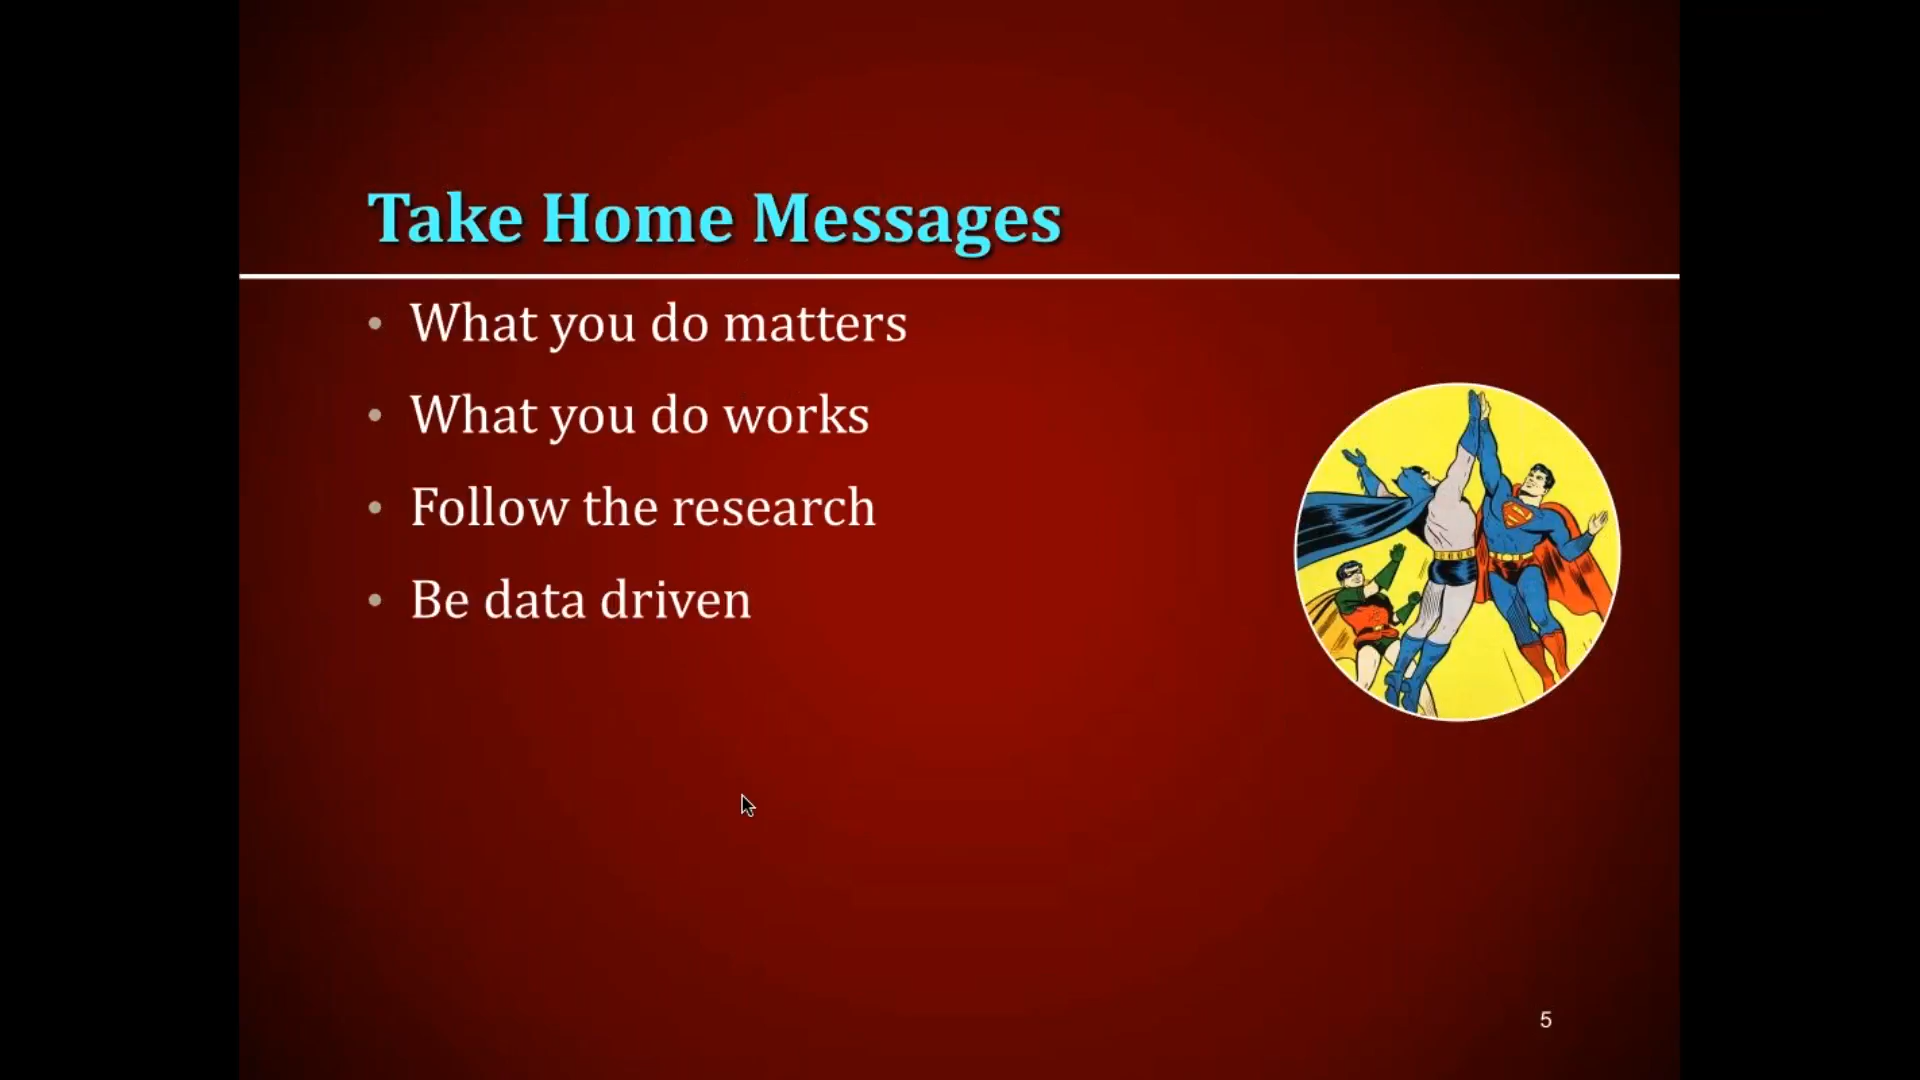 Take Home Messages
• What you do matters
• What you do works
• Follow the research
• Be data driven
5